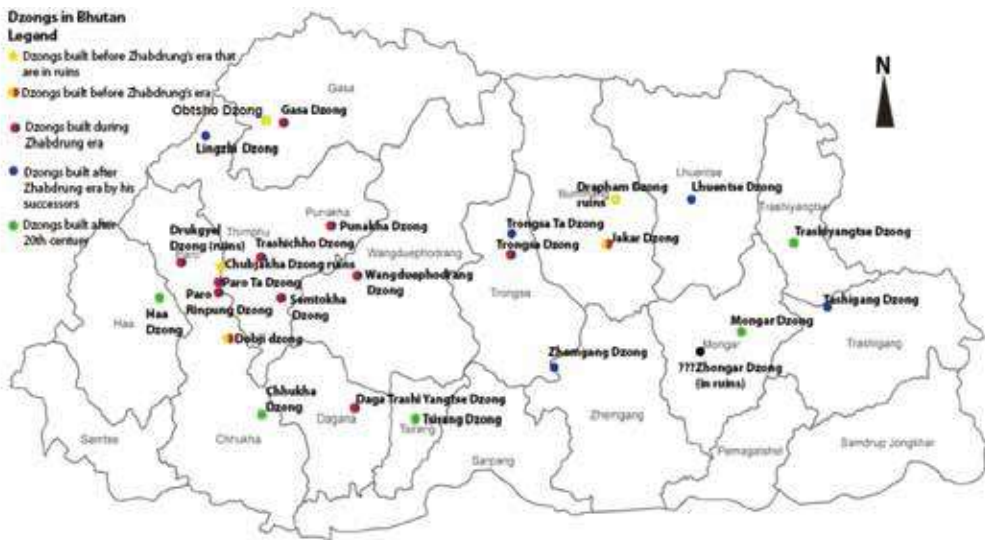 Dzongs in Bhutan
Legend
Dzongs built before Zhabdrung's era that
are in ruins
Dzongs built before Zhabdrung's era
Dzongs built during
Zhabdrung era
Dzongs built after
Zhabdrung era by his
successors
Dzongs built after
20th century
N
Gasa
Obtsho Dzong
Gasa Dzong
Lingzhi Dzong
Punakha
Punakha Dzong
Thimphu
Drukgyel
Dzong (ruins)
Trashichho Dzong
Chubjakha Dzong ruins
Paro Ta Dzong
Paro
Rinpung Dzong
Semtokha
Dzong
Wangduephodrang
Wangduephodrang
Dzong
Haa
Haa
Dzong
Dobji dzong
Trongsa Ta Dzong
Trongsa Dzong
Trongse
Drapham Dzong
ruins
Jakar Dzong
Lhuentse
Lhuentse Dzong
Trashiyangtse
Trashiyangtse Dzong
Tashigang Dzong
Trashigang
Mongar Dzong
Mongar
???Zhongar Dzong
(in ruins)
Zhemgang Dzong
Zhemgang
Chhukha
Dzong
Chhukha
Daga Trashi Yangtse Dzong
Dagana
Tsirang
Tsirang Dzong
Samtse
Sarpang
Pemagatshel
Samdrup Jongkhar